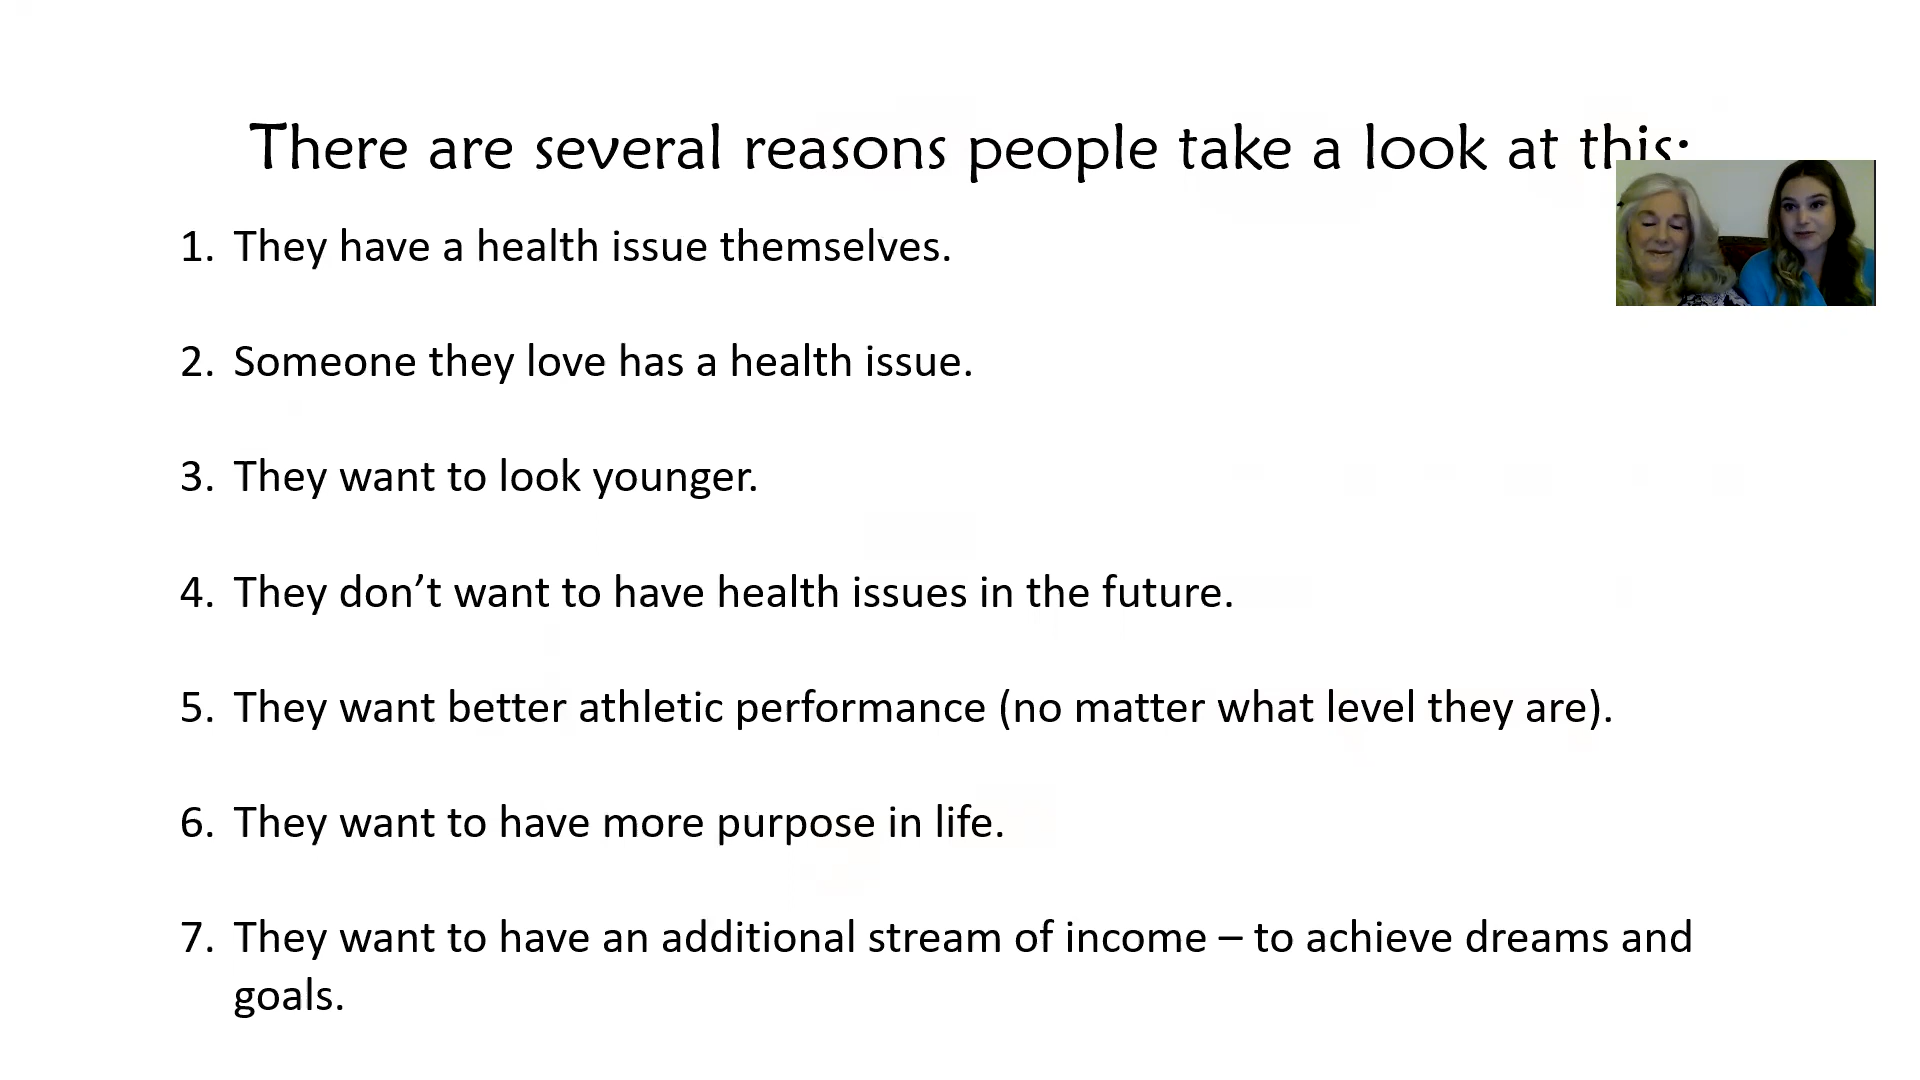 There are several reasons people take a look at this:
1. They have a health issue themselves.
2. Someone they love has a health issue.
3. They want to look younger.
4. They don’t want to have health issues in the future.
5. They want better athletic performance (no matter what level they are).
6. They want to have more purpose in life.
7. They want to have an additional stream of income – to achieve dreams and
goals.